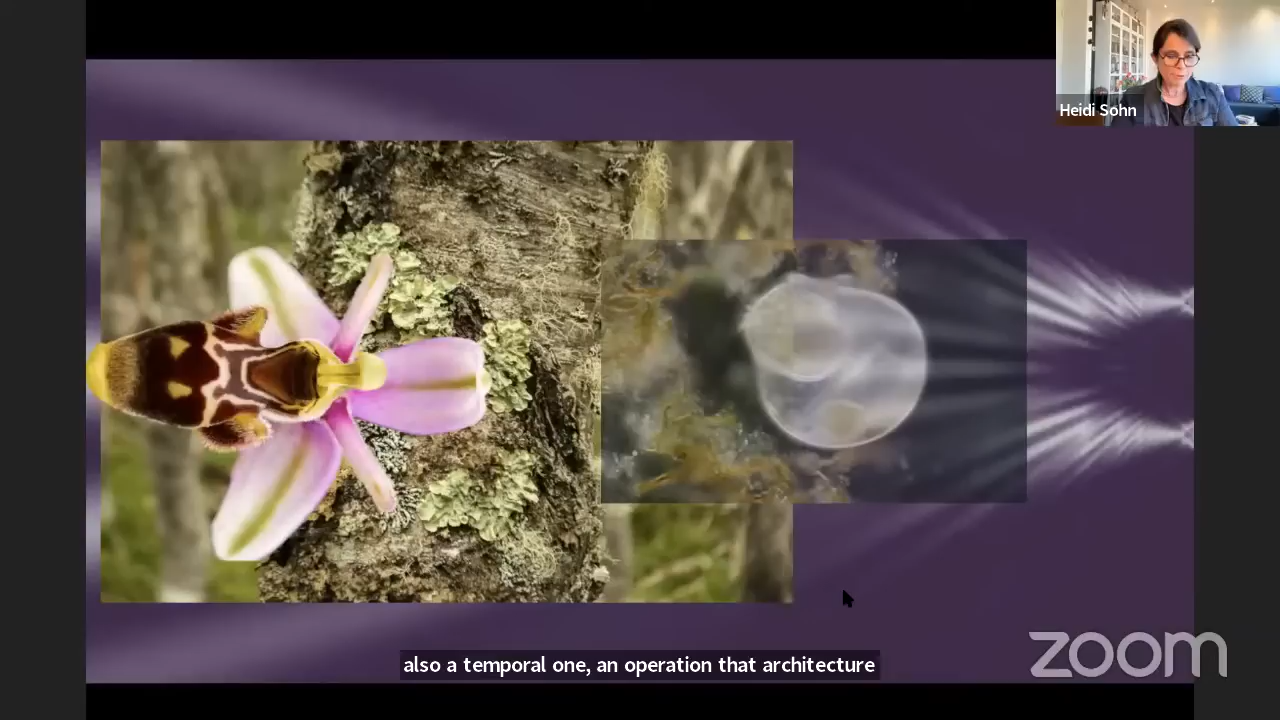 Heidi Sohn
also a temporal one, an operation that architecture
zoom